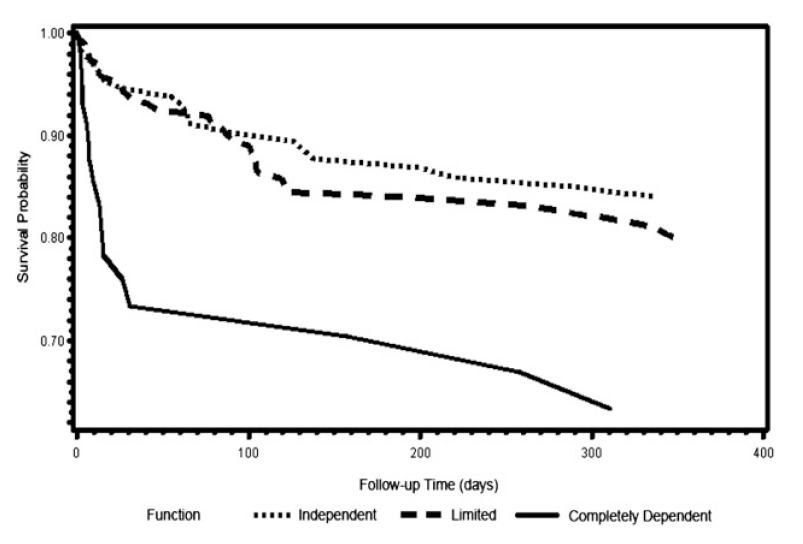 1.00
0.90
0.80
0.70
Survival Probability
0 100 200 300 400
Follow-up Time (days)
Function Independent Limited Completely Dependent